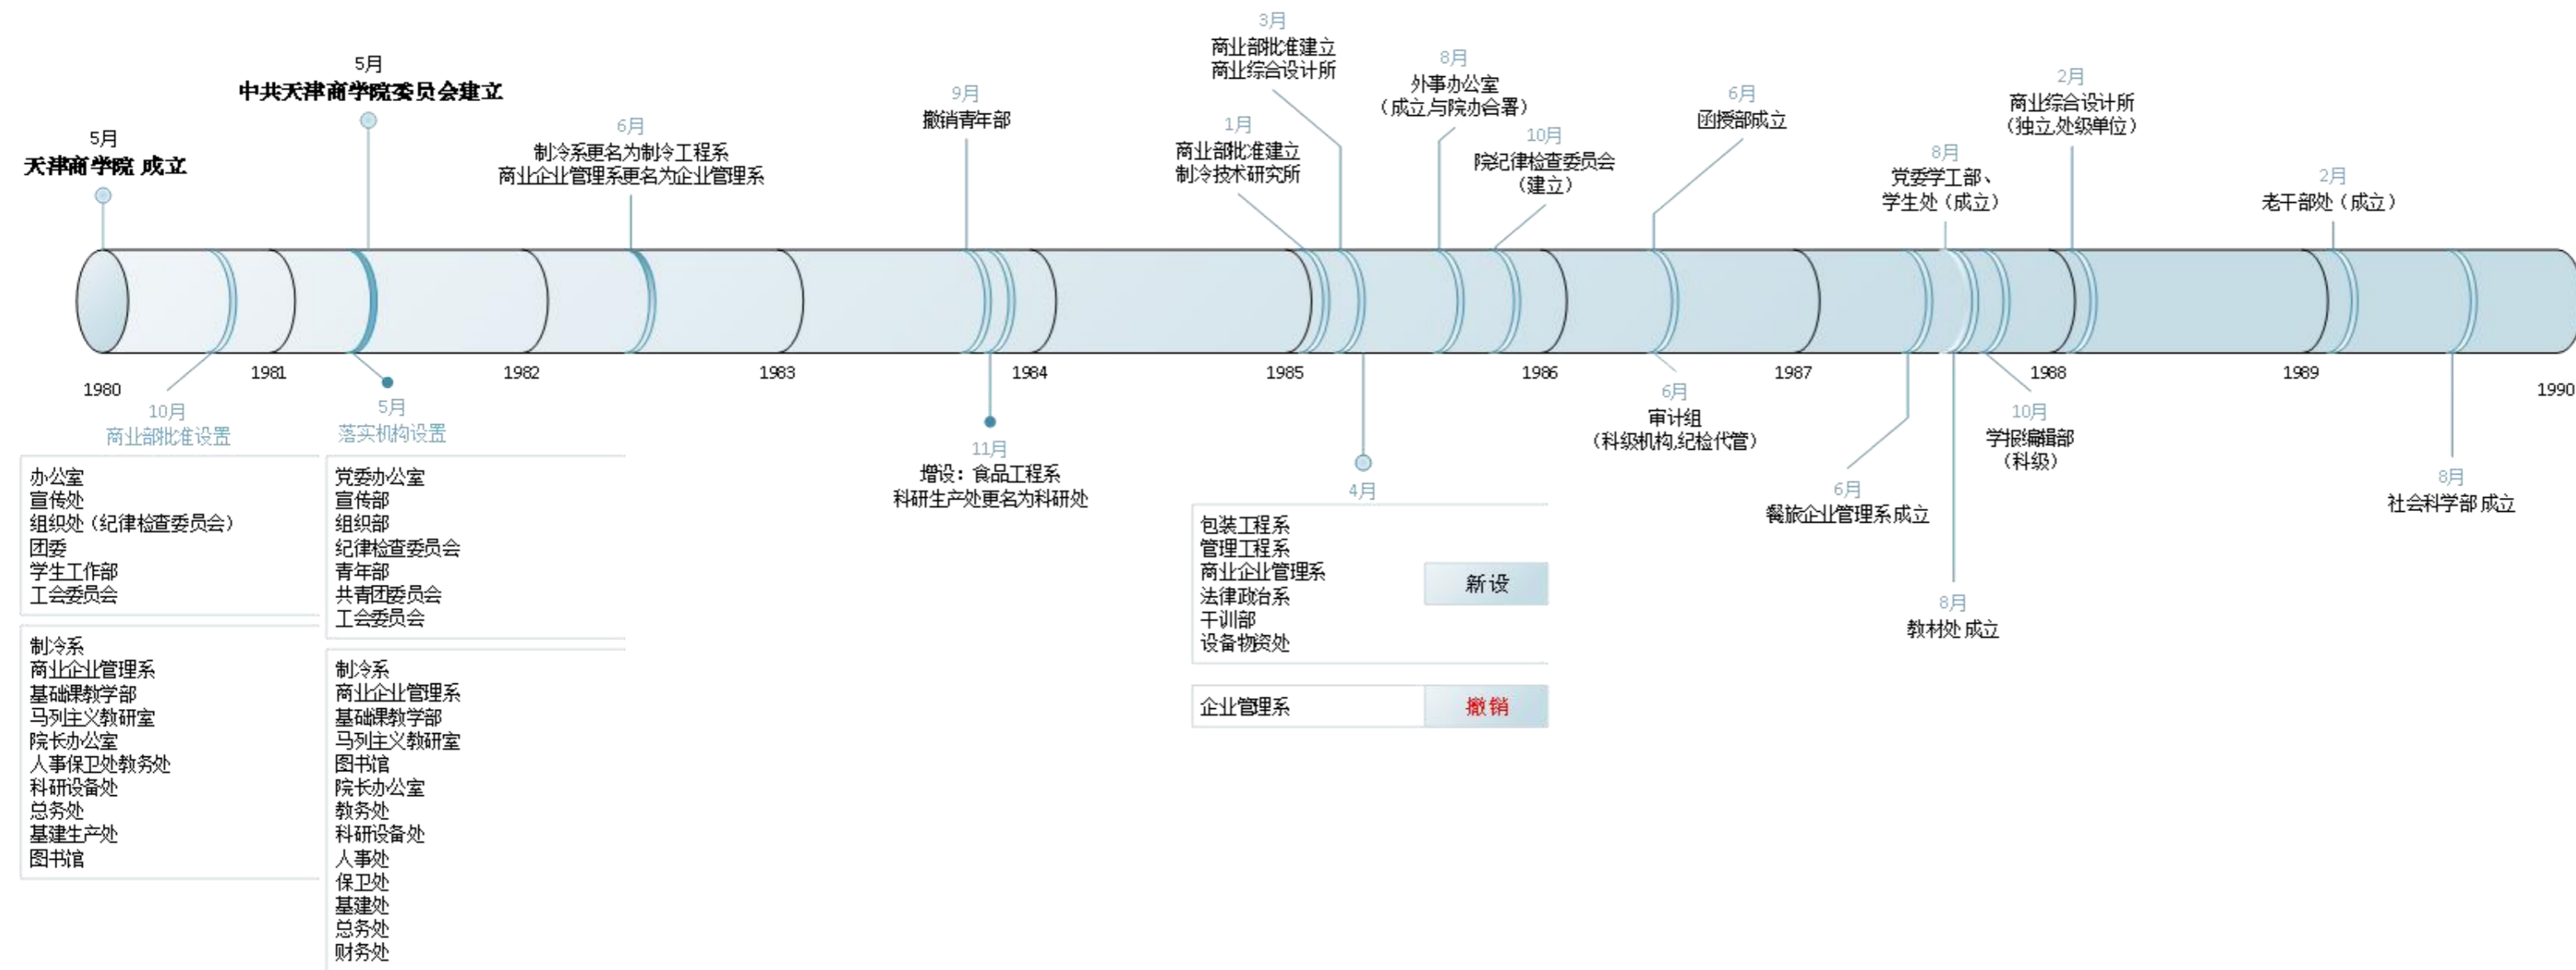 5月
天津商学院 成立
5月
中共天津商学院委员会建立
6月
制冷系更名为制令工程系
商业企业管理系更名为企业管理系
9月
撤销青年部
1月
商业部批准建立
制冷技术研究所
3月
商业部批准建立
商业综合设计所
8月
外事办公室
（成立,与院办合署）
10月
院纪律检查委员会
（建立）
6月
函授部成立
8月
党委学工部、
学生处（成立）
2月
商业综合设计所
（独立,处级单位）
2月
老干部处（成立）
1980
1981
1982
1983
1984
1985
1986
1987
1988
1989
1990
10月
商业部批准设置
办公室
宣传处
组织处（纪律检查委员会）
团委
学生工作部
工会委员会
制冷系
商业企业管理系
基础课教学部
马列主义教研室
院长办公室
人事保卫处教务处
科研设备处
总务处
基建生产处
图书馆
5月
落实机构设置
党委办公室
宣传部
组织部
纪律检查委员会
青年部
共青团委员会
工会委员会
制冷系
商业企业管理系
基础课教学部
马列主义教研室
图书馆
院长办公室
教务处
科研设备处
人事处
保卫处
基建处
总务处
财务处
11月
增设：食品工程系
科研生产处更名为科研处
4月
包装工程系
管理工程系
商业企业管理系
法律政治系
干训部
设备物资处
新设
企业管理系
撤销
6月
审计组
（科级机构,纪检代管）
6月
餐旅企业管理系成立
8月
教材处 成立
10月
学报编辑部
（科级）
8月
社会科学部 成立